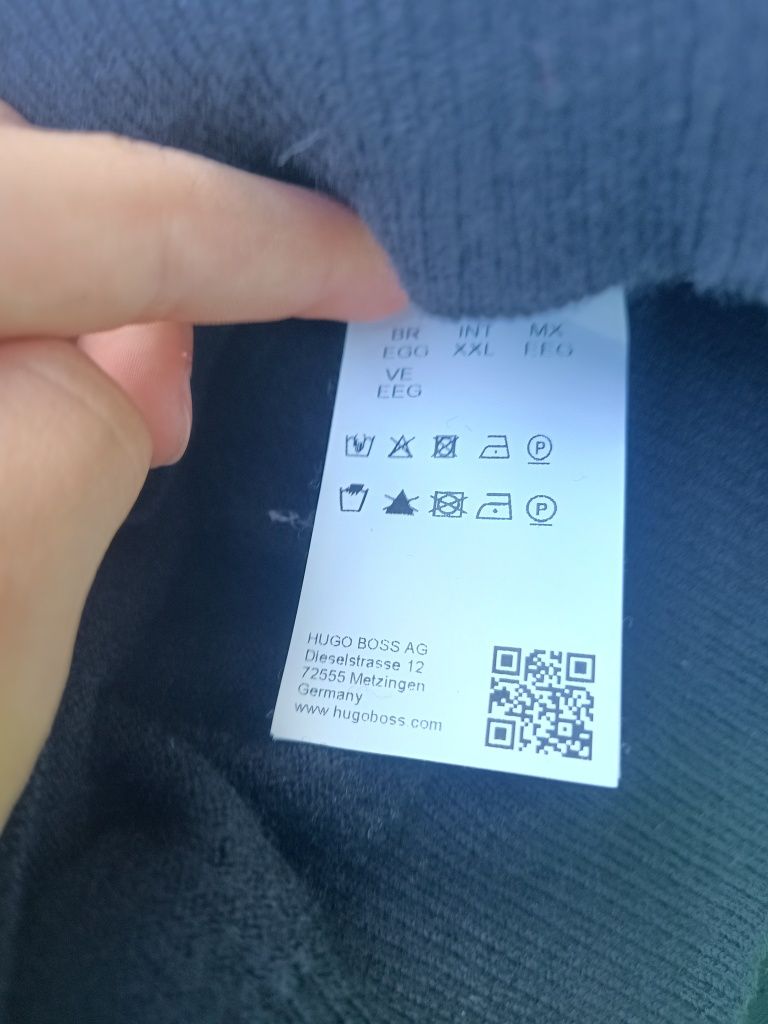 BR INT MX
EGG XXL EEG
VE
EEG
P
P
HUGO BOSS AG
Dieselstrasse 12
72555 Metzingen
Germany
www.hugoboss.com